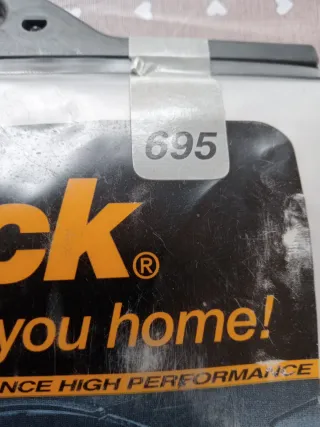 695
ck®
you home!
NCE HIGH PERFORMANCE